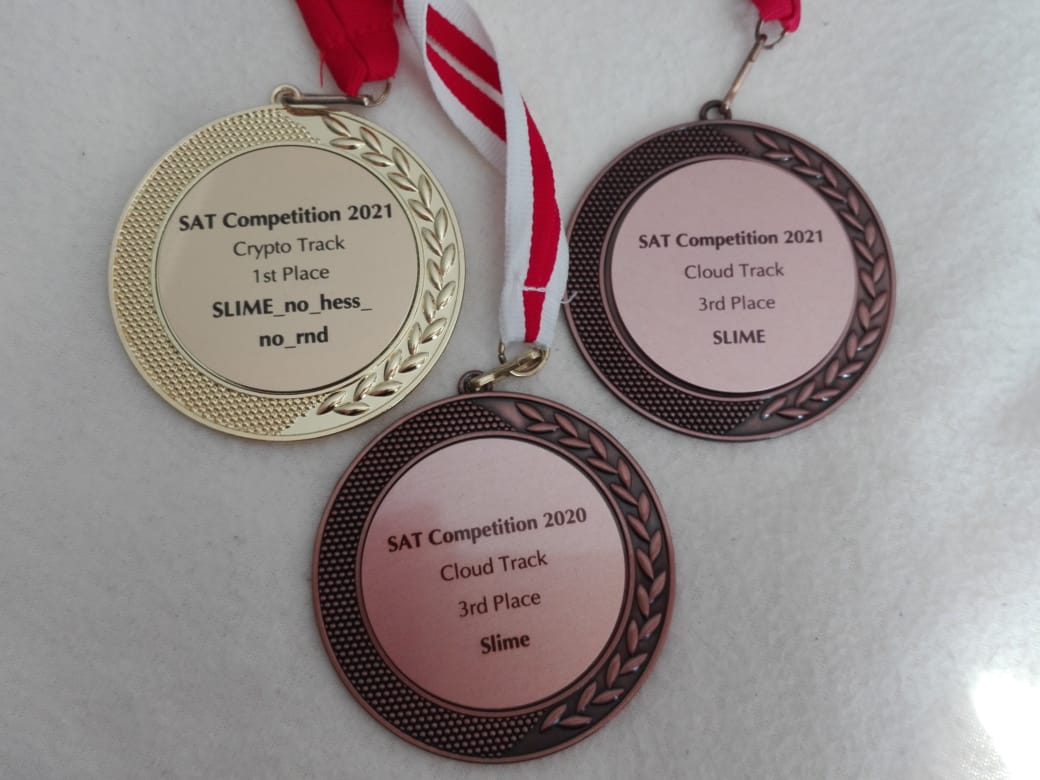 SAT Competition 2021
Crypto Track
1st Place
SLIME_no_hess_
no_rnd
SAT Competition 2021
Cloud Track
3rd Place
SLIME
SAT Competition 2020
Cloud Track
3rd Place
Slime